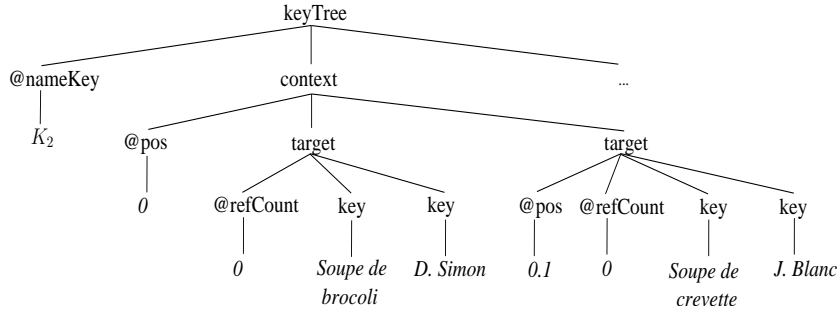 keyTree
@nameKey context ...
K2 @pos target target
0 @refCount key key @pos @refCount key key
0 Soupe de D. Simon 0.1 0 Soupe de J. Blanc
brocoli crevette